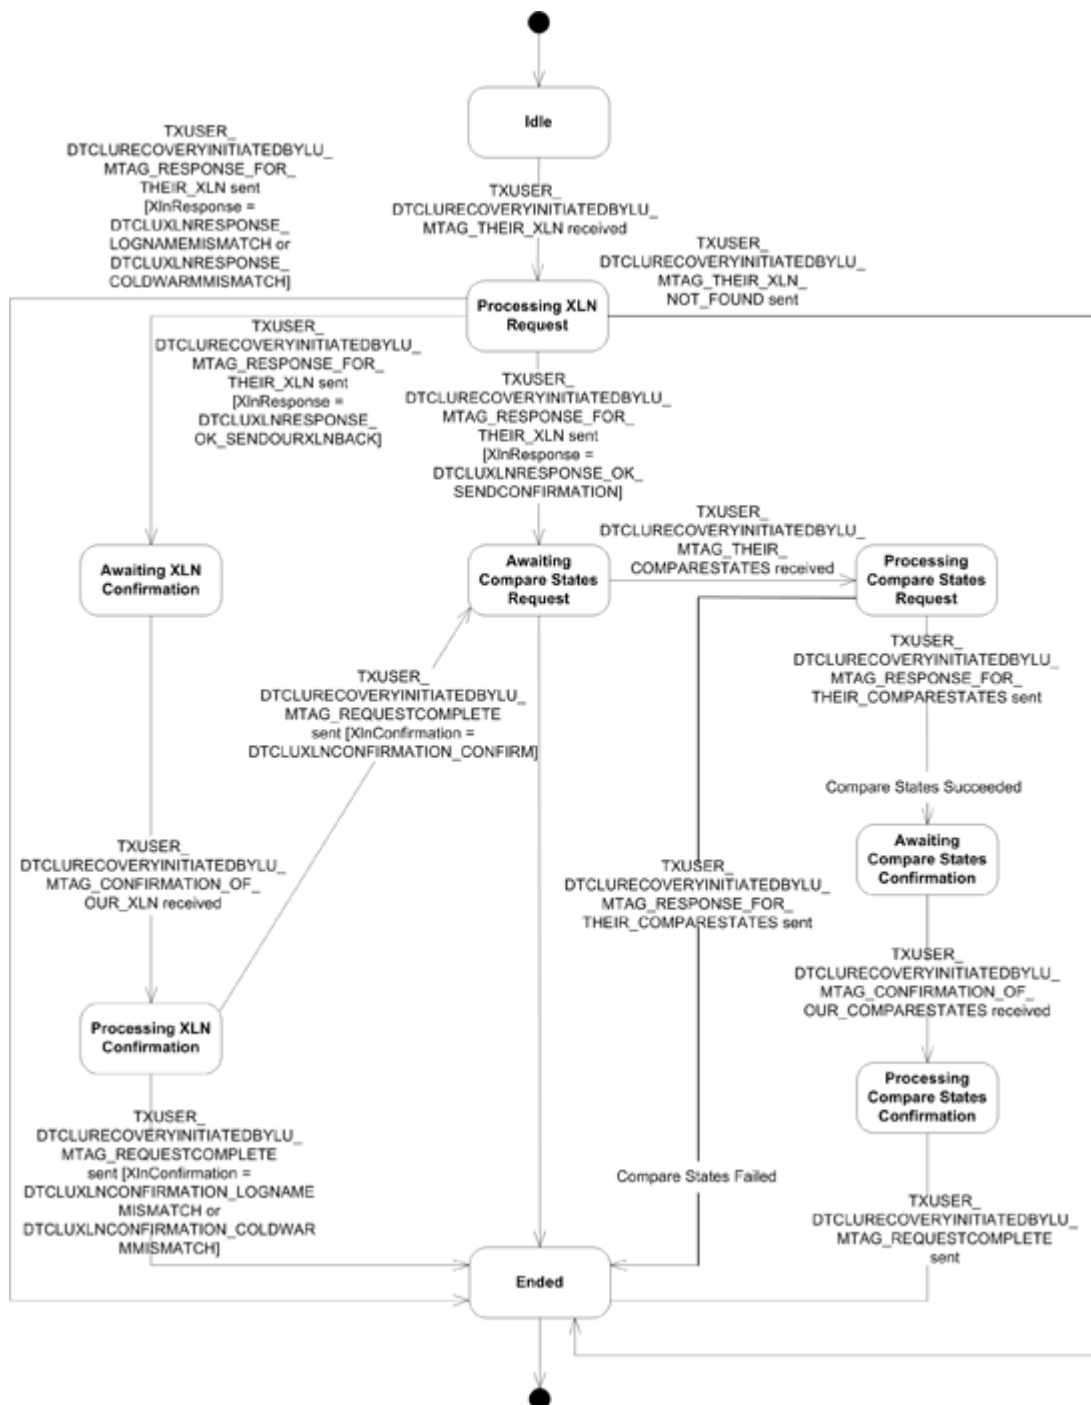 Idle
TXUSER_
DTCLURECOVERYINITIATEDBYLU_
MTAG_RESPONSE_FOR_
THEIR_XLN sent
[XlnResponse =
DTCLUXLNRESPONSE_
LOGNAMEMISMATCH or
DTCLUXLNRESPONSE_
COLDWARMMISMATCH]
TXUSER_
DTCLURECOVERYINITIATEDBYLU_
MTAG_THEIR_XLN received
TXUSER_
DTCLURECOVERYINITIATEDBYLU_
MTAG_THEIR_XLN_
NOT_FOUND sent
Processing XLN
Request
TXUSER_
DTCLURECOVERYINITIATEDBYLU_
MTAG_RESPONSE_FOR_
THEIR_XLN sent
[XlnResponse =
DTCLUXLNRESPONSE_
OK_SENDOURXLNBACK]
TXUSER_
DTCLURECOVERYINITIATEDBYLU_
MTAG_RESPONSE_FOR_
THEIR_XLN sent
[XlnResponse =
DTCLUXLNRESPONSE_OK_
SENDCONFIRMATION]
TXUSER_
DTCLURECOVERYINITIATEDBYLU_
MTAG_THEIR_
COMPARESTATES received
Awaiting XLN
Confirmation
Awaiting
Compare States
Request
Processing
Compare States
Request
TXUSER_
DTCLURECOVERYINITIATEDBYLU_
MTAG_RESPONSE_FOR_
THEIR_COMPARESTATES sent
TXUSER_
DTCLURECOVERYINITIATEDBYLU_
MTAG_REQUESTCOMPLETE
sent [XlnConfirmation =
DTCLUXLNCONFIRMATION_CONFIRM]
Compare States Succeeded
TXUSER_
DTCLURECOVERYINITIATEDBYLU_
MTAG_CONFIRMATION_OF_
OUR_XLN received
Awaiting
Compare States
Confirmation
TXUSER_
DTCLURECOVERYINITIATEDBYLU_
MTAG_RESPONSE_FOR_
THEIR_COMPARESTATES sent
TXUSER_
DTCLURECOVERYINITIATEDBYLU_
MTAG_CONFIRMATION_OF_
OUR_COMPARESTATES received
Processing XLN
Confirmation
Processing
Compare States
Confirmation
TXUSER_
DTCLURECOVERYINITIATEDBYLU_
MTAG_REQUESTCOMPLETE
sent [XlnConfirmation =
DTCLUXLNCONFIRMATION_LOGNAME
MISMATCH or
DTCLUXLNCONFIRMATION_COLDWAR
MMISMATCH]
Compare States Failed
TXUSER_
DTCLURECOVERYINITIATEDBYLU_
MTAG_REQUESTCOMPLETE
sent
Ended